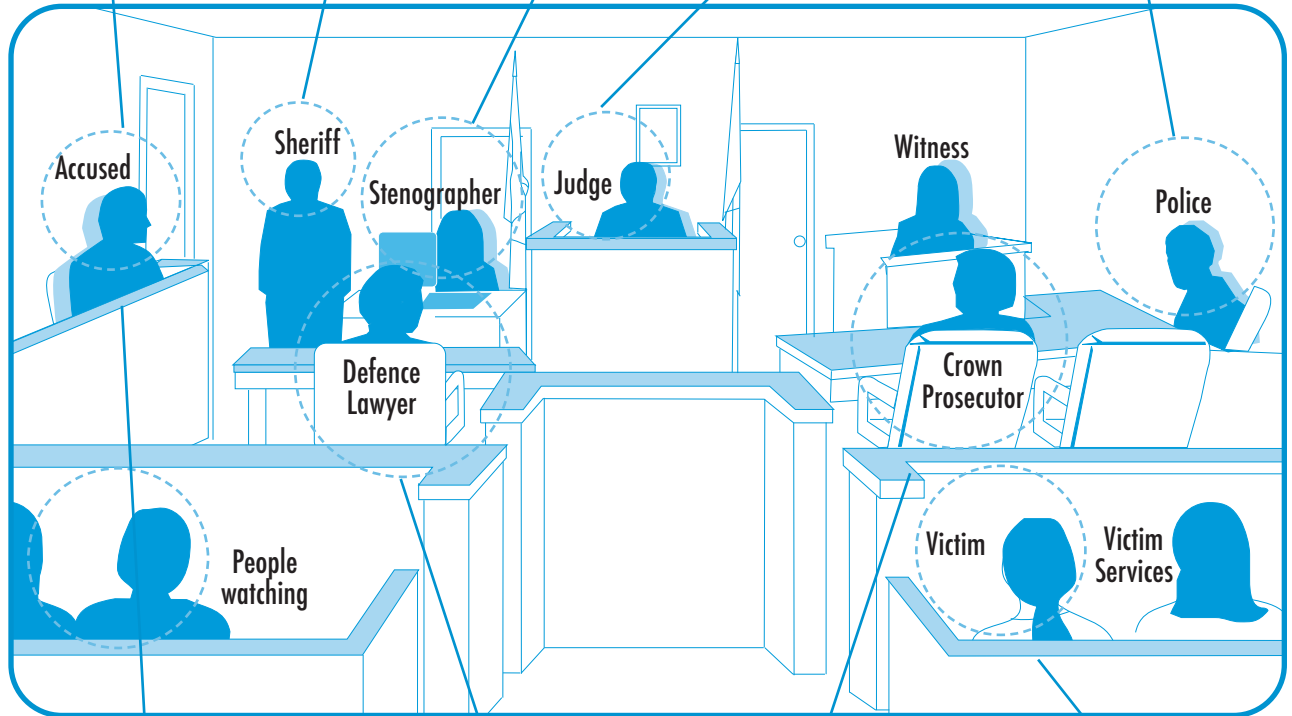 Accused
Sheriff
Stenographer
Judge
Witness
Police
Defence
Lawyer
Crown
Prosecutor
People
watching
Victim
Victim
Services